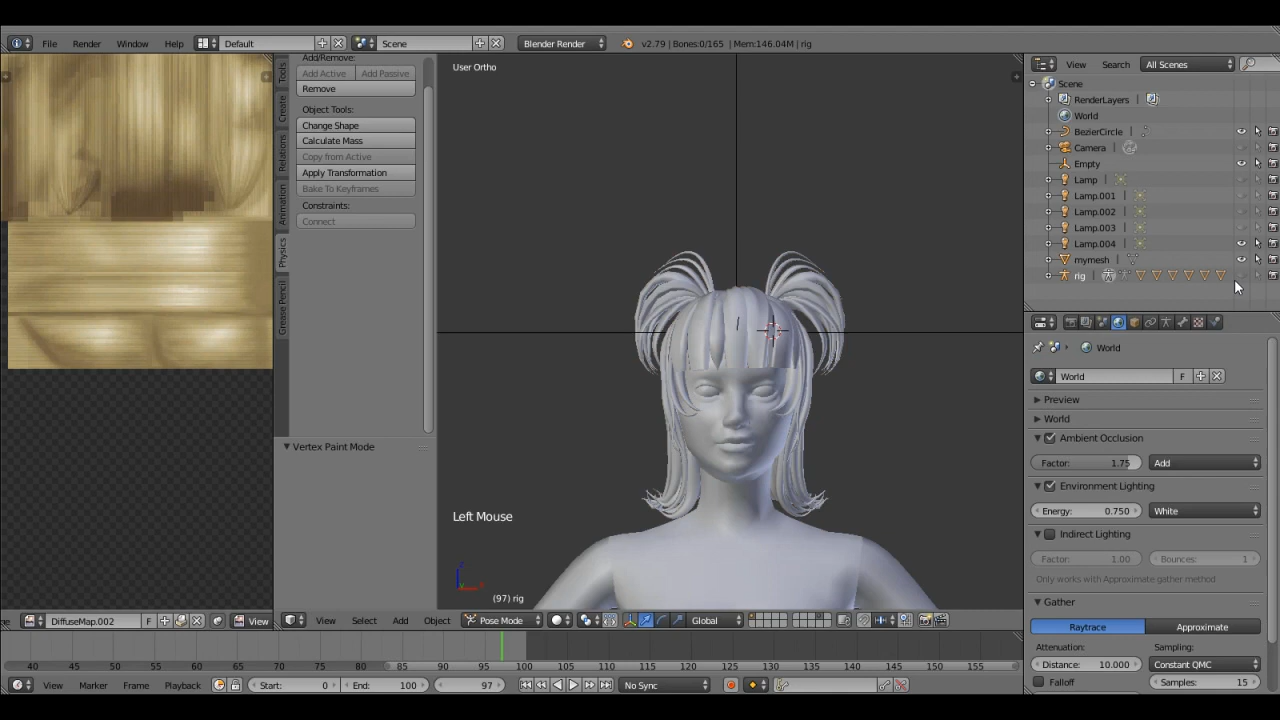 File Render Window Help Default Scene Blender Render v2.79 | Bones:0/165 | Mem:146.04M | rig
Add/Remove:
Add Active Add Passive
Remove
Object Tools:
Change Shape
Calculate Mass
Copy from Active
Apply Transformation
Bake To Keyframes
Constraints:
Connect
Tools
Create
Relations
Animation
Physics
Grease Pencil
Vertex Paint Mode
User Ortho
Left Mouse
(97) rig
View Search All Scenes
Scene
RenderLayers
World
BezierCircle
Camera
Empty
Lamp
Lamp.001
Lamp.002
Lamp.003
Lamp.004
mymesh
rig
World
World F
Preview
World
Ambient Occlusion
Factor: 1.75 Add
Environment Lighting
Energy: 0.750 White
Indirect Lighting
Factor: 1.00 Bounces: 1
Only works with Approximate gather method
Gather
Raytrace Approximate
Attenuation: Sampling:
Distance: 10.000 Constant QMC
Falloff Samples: 15
DiffuseMap.002 F View
View Select Add Object Pose Mode Global
40 45 50 55 60 65 70 75 80 85 90 95 100 105 110 115 120 125 130 135 140 145 150 155
View Marker Frame Playback Start: 0 End: 100 97 No Sync